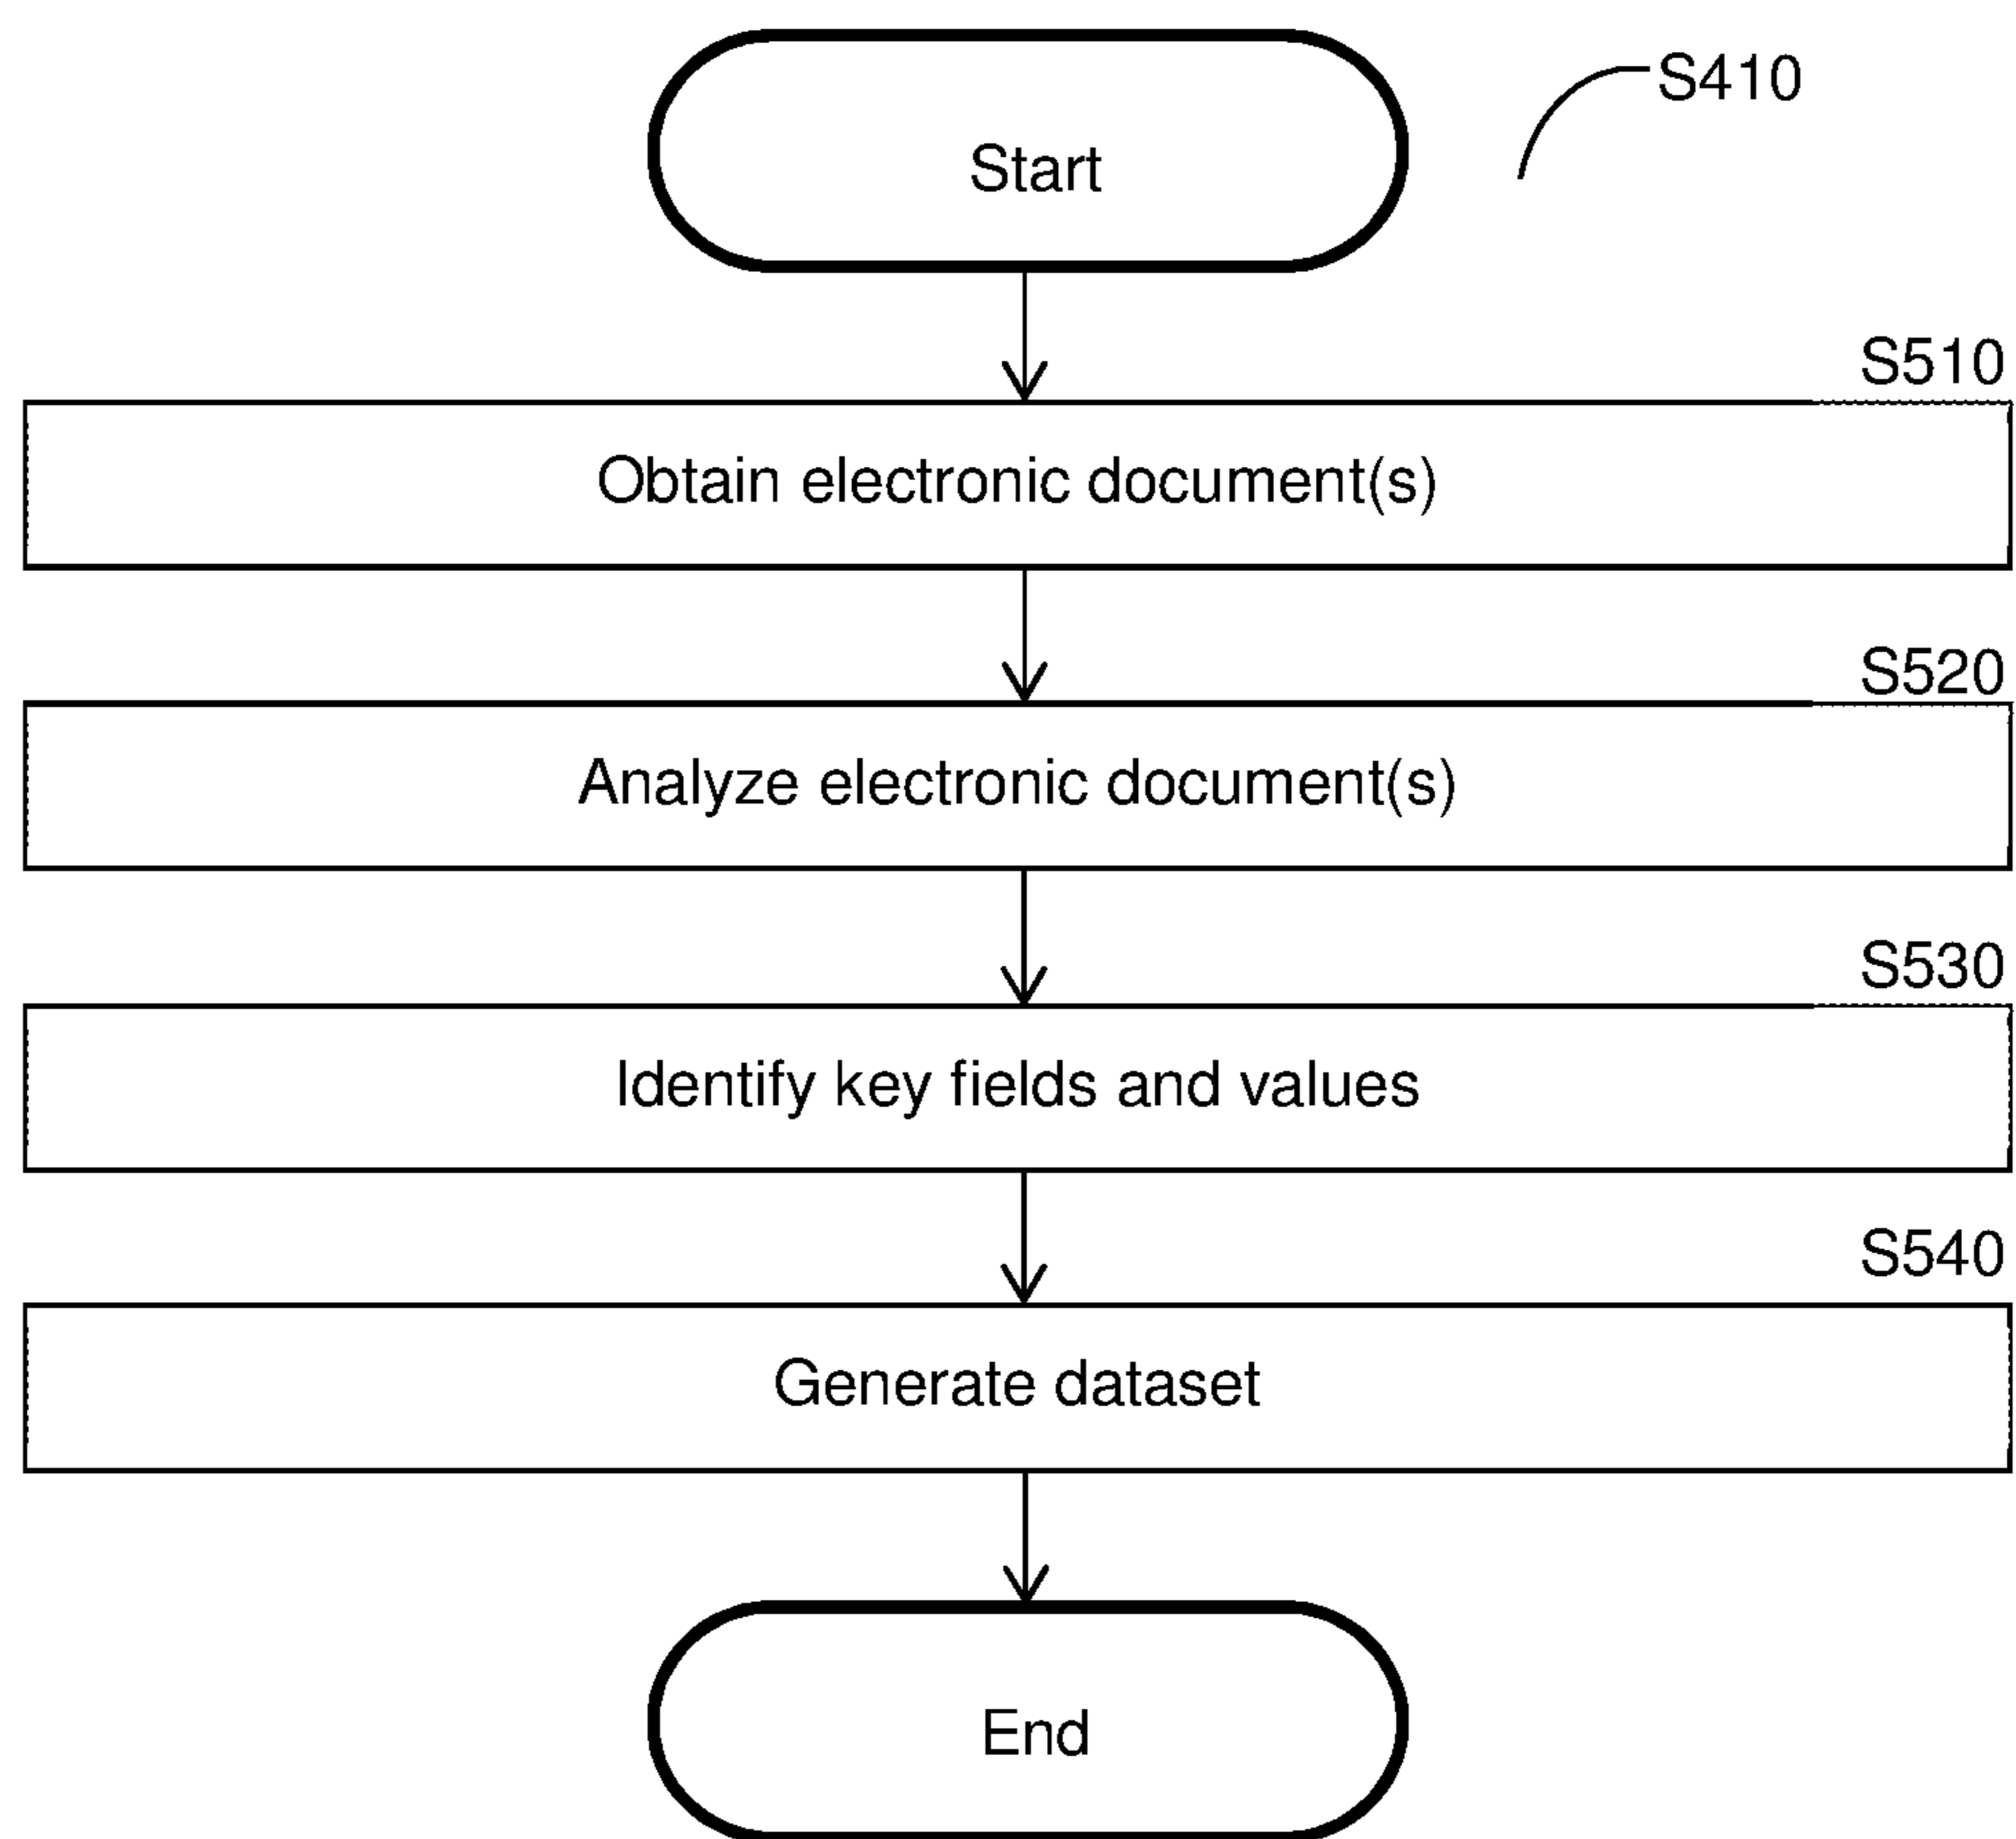 S410
Start
S510
Obtain electronic document(s)
S520
Analyze electronic document(s)
S530
Identify key fields and values
S540
Generate dataset
End